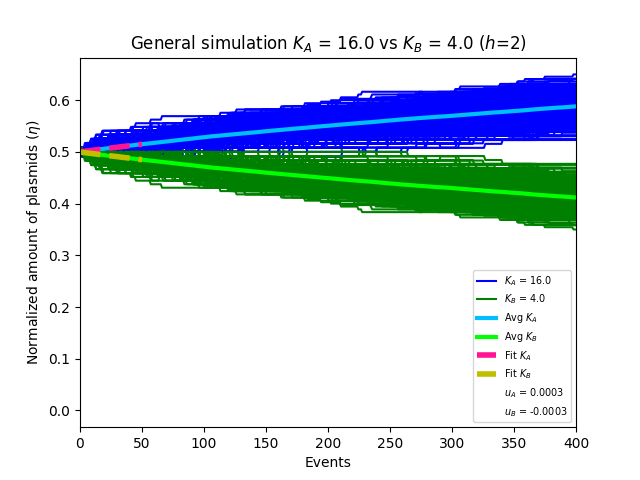 General simulation K_A = 16.0 vs K_B = 4.0 (h=2)
Normalized amount of plasmids (η)
0.6
0.5
0.4
0.3
0.2
0.1
0.0
K_A = 16.0
K_B = 4.0
Avg K_A
Avg K_B
Fit K_A
Fit K_B
u_A = 0.0003
u_B = -0.0003
0 50 100 150 200 250 300 350 400
Events